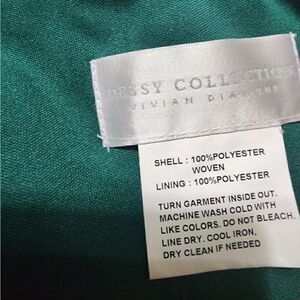 DESSY COLLECTION
VIVIAN DIAMOND
SHELL : 100%POLYESTER
WOVEN
LINING : 100%POLYESTER
TURN GARMENT INSIDE OUT.
MACHINE WASH COLD WITH
LIKE COLORS. DO NOT BLEACH.
LINE DRY. COOL IRON,
DRY CLEAN IF NEEDED